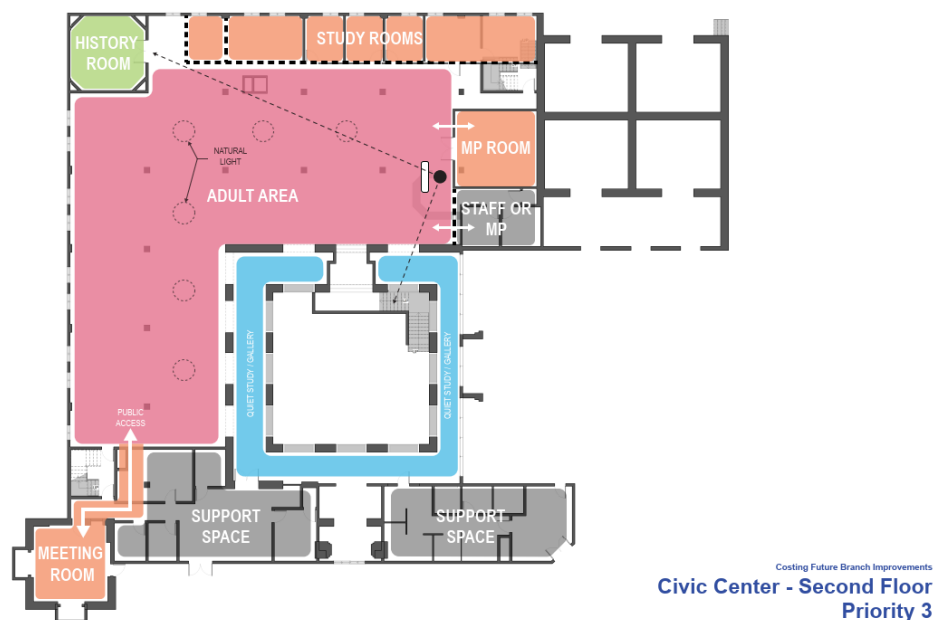 HISTORY
ROOM
STUDY ROOMS
NATURAL
LIGHT
MP ROOM
ADULT AREA
STAFF OR
MP
QUIET STUDY / GALLERY
QUIET STUDY / GALLERY
PUBLIC
ACCESS
SUPPORT
SPACE
SUPPORT
SPACE
MEETING
ROOM
Costing Future Branch Improvements
Civic Center - Second Floor
Priority 3